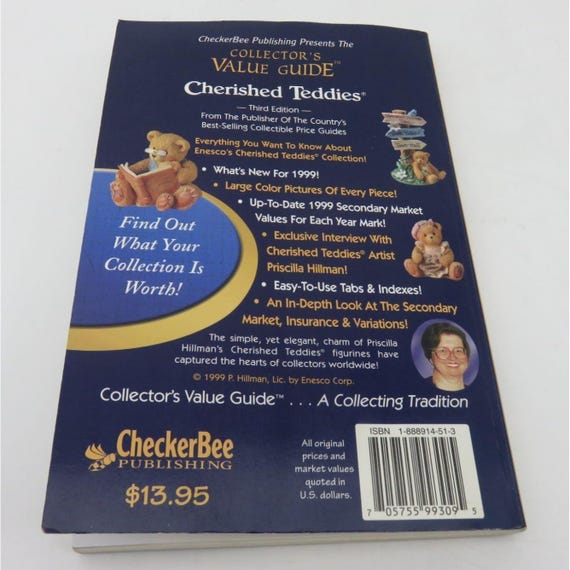 CheckerBee Publishing Presents The
COLLECTOR'S
VALUE GUIDE™
Cherished Teddies®
— Third Edition —
From The Publisher Of The Country's
Best-Selling Collectible Price Guides
Everything You Want To Know About
Enesco's Cherished Teddies® Collection!
• What's New For 1999!
• Large Color Pictures Of Every Piece!
• Up-To-Date 1999 Secondary Market
Values For Each Year Mark!
• Exclusive Interview With
Cherished Teddies® Artist
Priscilla Hillman!
• Easy-To-Use Tabs & Indexes!
• An In-Depth Look At The Secondary
Market, Insurance & Variations!
Find Out
What Your
Collection Is
Worth!
The simple, yet elegant, charm of Priscilla
Hillman's Cherished Teddies® figurines have
captured the hearts of collectors worldwide!
© 1999 P. Hillman, Lic. by Enesco Corp.
Collector's Value Guide™ . . . A Collecting Tradition
CheckerBee
PUBLISHING
$13.95
All original
prices and
market values
quoted in
U.S. dollars.
ISBN 1-888914-51-3
7 05755 99309 5